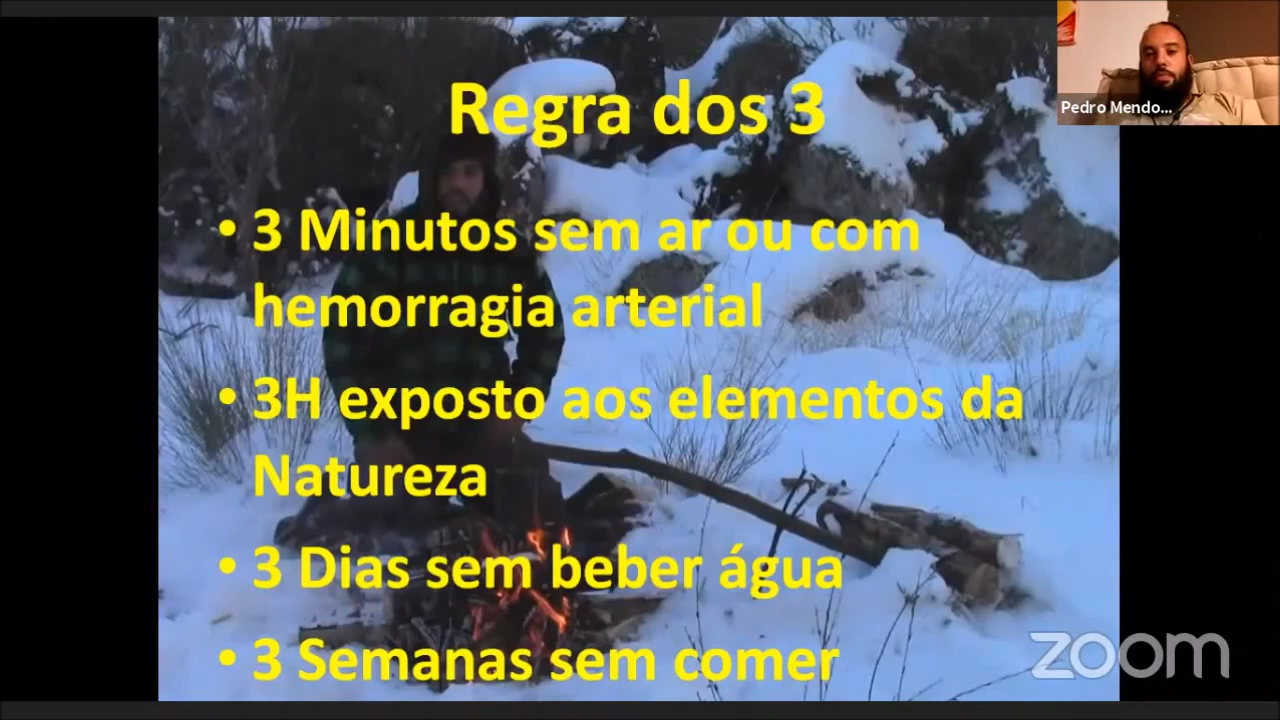 Regra dos 3
Pedro Mendo...
• 3 Minutos sem ar ou com
hemorragia arterial
• 3H exposto aos elementos da
Natureza
• 3 Dias sem beber água
• 3 Semanas sem comer
zoom